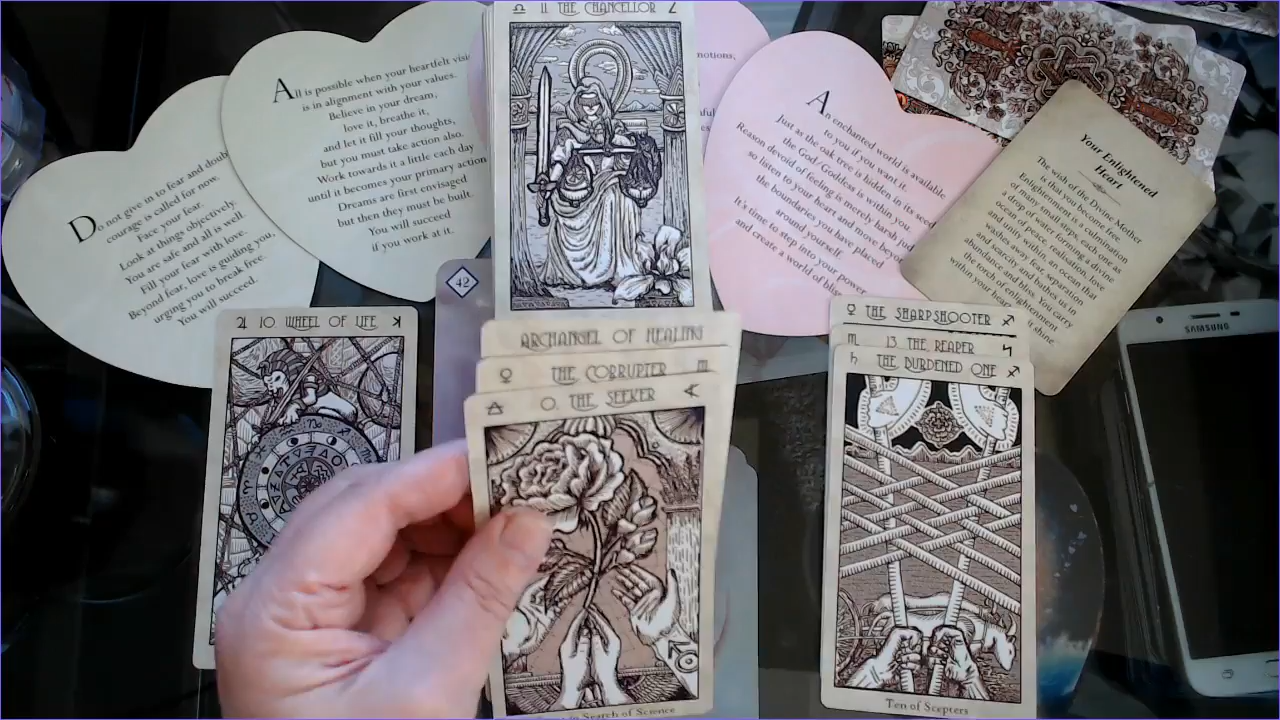 Do not give in to fear and doubt,
courage is called for now.
Face your fear.
Look at things objectively.
You are safe and all is well.
Fill your fear with love.
Beyond fear, love is guiding you,
urging you to break free.
You will succeed.
All is possible when your heartfelt
is in alignment with your values.
Believe in your dream,
love it, breathe it,
and let it fill your thoughts,
but you must take action also.
Work towards it a little each day
until it becomes your primary action
Dreams are first envisaged
but then they must be built.
You will succeed
if you work at it.
11. THE CHANCELLOR
An enchanted world is available
to you if you want it.
Just as the oak tree is hidden in its seed
the God/Goddess is within you.
Reason devoid of feeling is merely harsh
so listen to your heart and move beyond
the boundaries you have placed
around yourself.
It's time to step into your power
and create a world of
Your Enlightened
Heart
The wish of the Divine Mother
is that you become
Enlightenment is a culmination
of many small steps, each one as
a drop of water forming a divine
ocean of peace, realisation, love
and unity within, an ocean that
washes away fear, separation
and scarcity and bathes us in
abundance and bliss. You carry
the torch of enlightenment
within your
shine
42
10. WHEEL OF LIFE
ARCHANGEL OF HEALING
THE CORRUPTER
0. THE SEEKER
in Search of Science
THE SHARPSHOOTER
13. THE REAPER
THE BURDENED ONE
Ten of Scepters
SAMSUNG